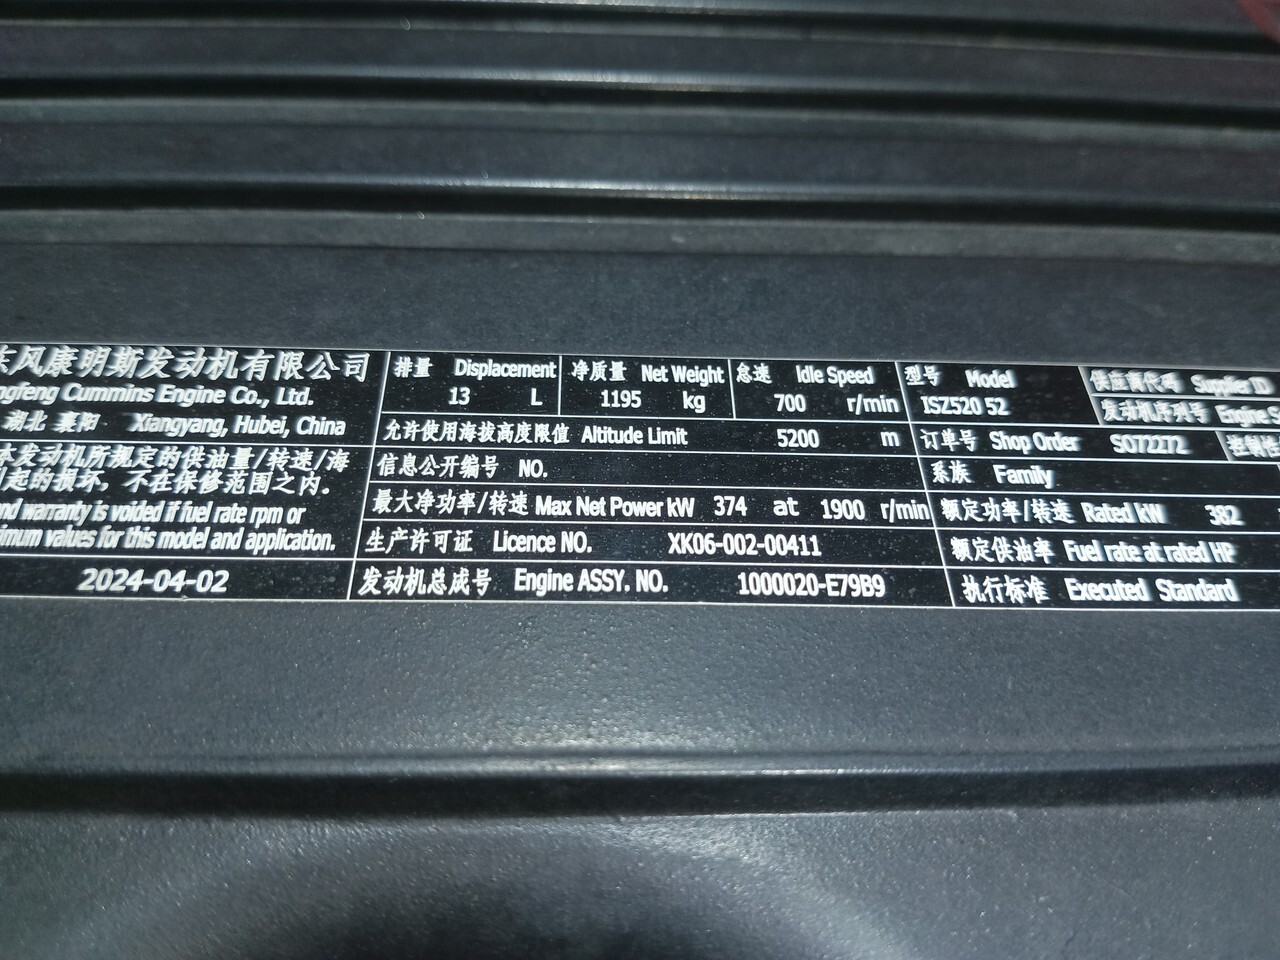 东风康明斯发动机有限公司
ngfeng Cummins Engine Co., Ltd.
湖北 襄阳 Xiangyang, Hubei, China
本发动机所规定的供油量/转速/海
起的损坏，不在保修范围之内。
nd warranty is voided if fuel rate rpm or
imum values for this model and application.
2024-04-02
排量 Displacement
13 L
净质量 Net Weight
1195 kg
怠速 Idle Speed
700 r/min
允许使用海拔高度限值 Altitude Limit 5200 m
信息公开编号 NO.
最大净功率/转速 Max Net Power kW 374 at 1900 r/min
生产许可证 Licence NO. XK06-002-00411
发动机总成号 Engine ASSY. NO. 1000020-E79B9
型号 Model
ISZ520 52
供应商代码 Supplier ID
发动机序列号 Engine S
订单号 Shop Order SO72272 控制性
系族 Family
额定功率/转速 Rated kW 382
额定供油率 Fuel rate at rated HP
执行标准 Executed Standard